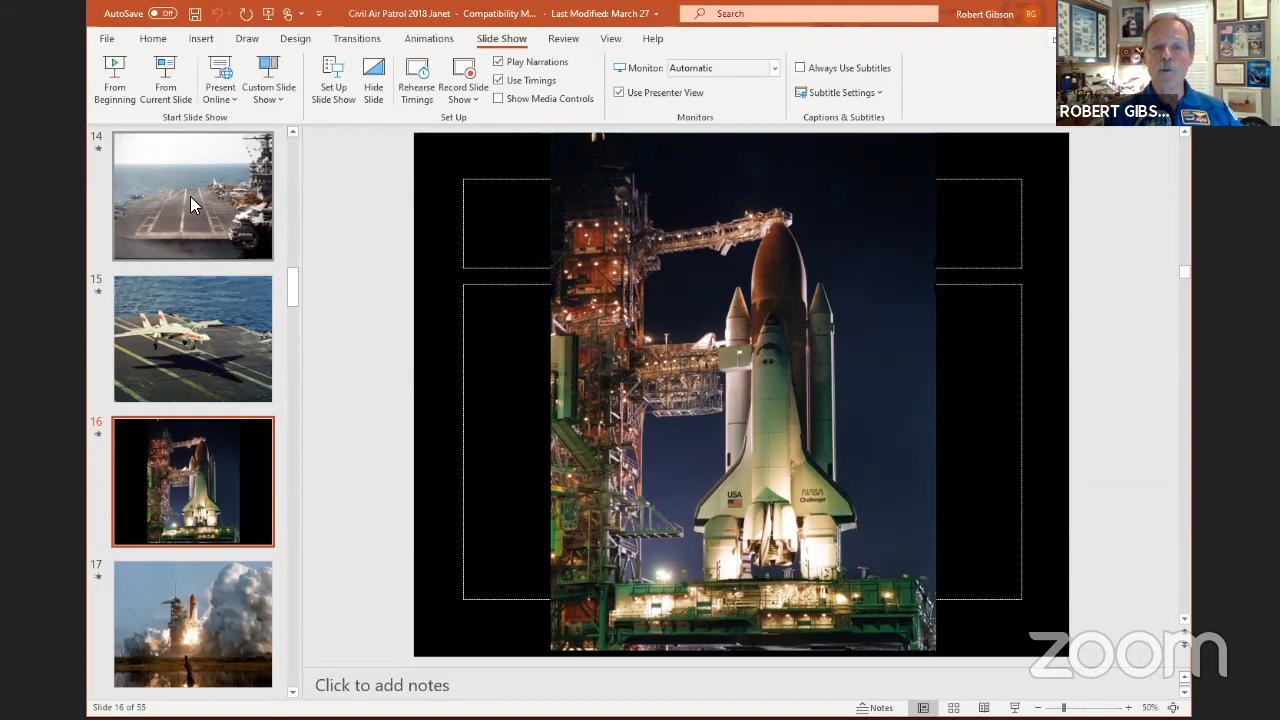 AutoSave Off Civil Air Patrol 2018 Janet - Compatibility M... - Last Modified: March 27 Search Robert Gibson RG
File Home Insert Draw Design Transitions Animations Slide Show Review View Help
From Beginning
From Current Slide
Present Online
Custom Slide Show
Start Slide Show
Set Up Slide Show
Hide Slide
Rehearse Timings
Record Slide Show
Play Narrations
Use Timings
Show Media Controls
Set Up
Monitor: Automatic
Use Presenter View
Monitors
Always Use Subtitles
Subtitle Settings
Captions & Subtitles
ROBERT GIBS...
14
15
16
17
USA
NASA
Challenger
zoom
Click to add notes
Slide 16 of 55 Notes 50%